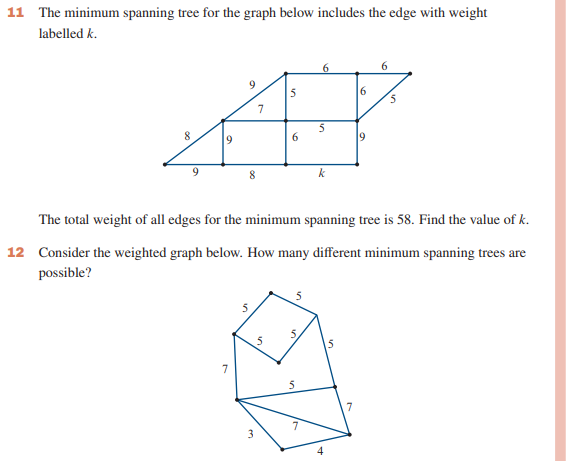 11 The minimum spanning tree for the graph below includes the edge with weight
labelled k.
6 6
9
5 6 5
7
8 9 6 5 9
9 8 k
The total weight of all edges for the minimum spanning tree is 58. Find the value of k.
12 Consider the weighted graph below. How many different minimum spanning trees are
possible?
5
5
5 5 5
7
5
7
3 7
4